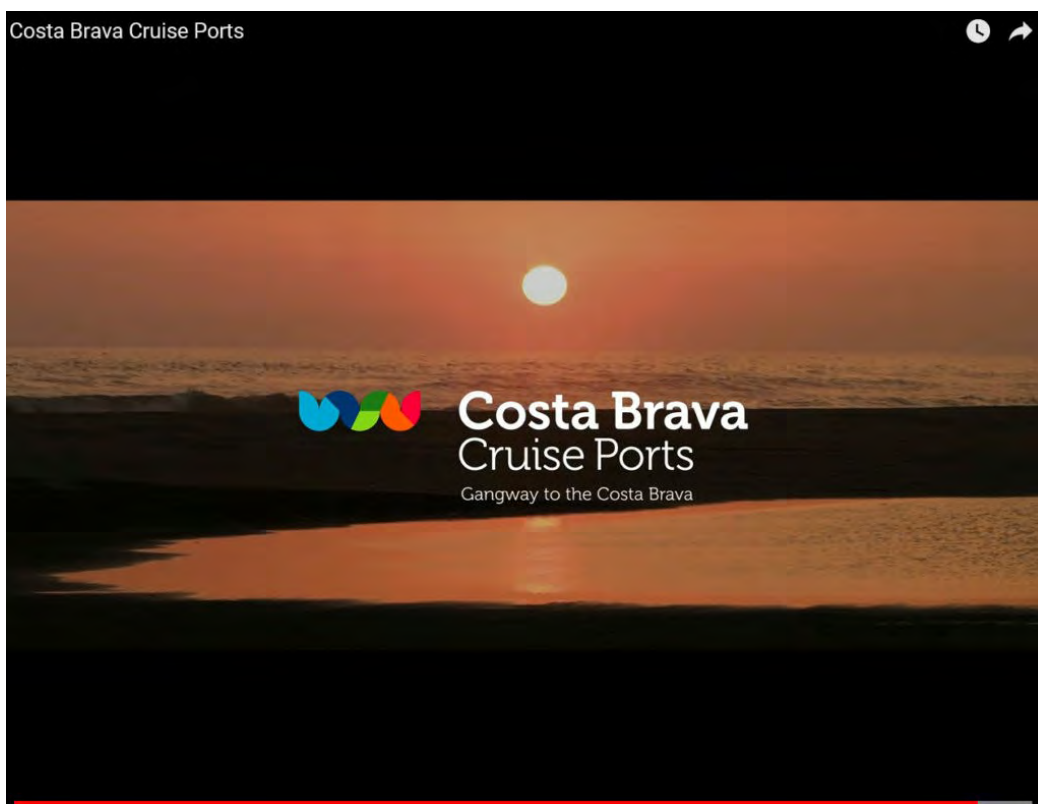 Costa Brava Cruise Ports
Costa Brava
Cruise Ports
Gangway to the Costa Brava